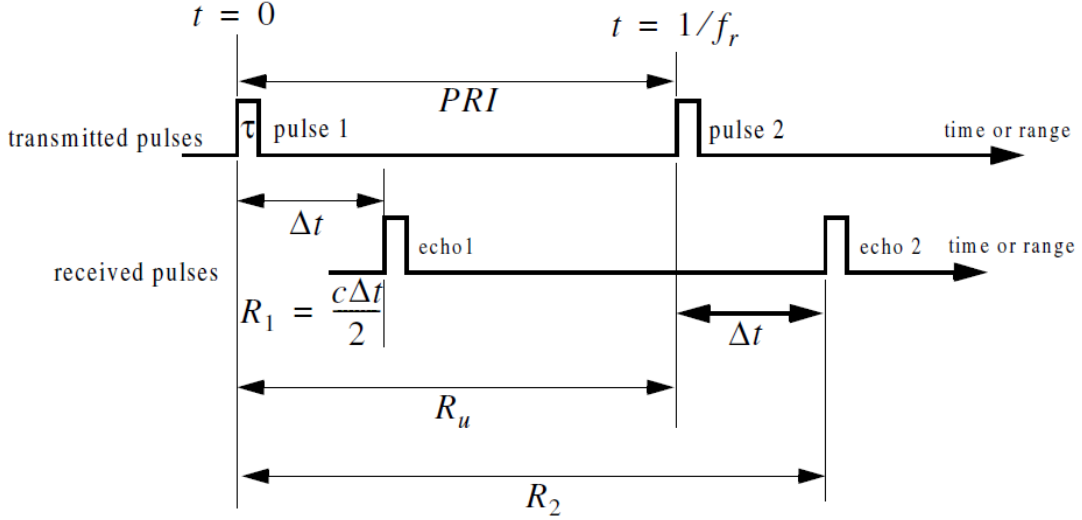 t = 0
t = 1/f_r
PRI
τ pulse 1
pulse 2
transmitted pulses
time or range
Δt
echo1
echo 2
time or range
received pulses
R_1 = cΔt/2
Δt
R_u
R_2